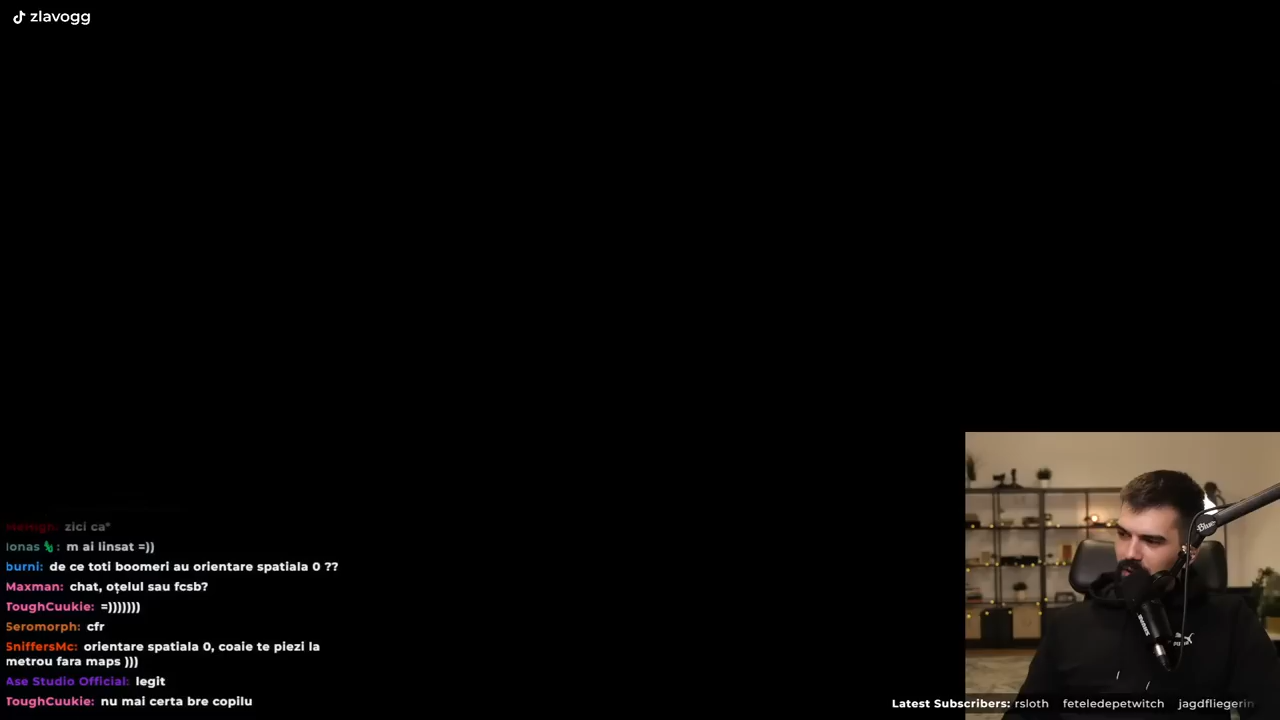 zlavogg
zici ca*
Ionas : m ai linsat =))
burni: de ce toti boomeri au orientare spatiala 0 ??
Maxman: chat, oțelul sau fcsb?
ToughCuukie: =)))))))
Seromorph: cfr
SniffersMc: orientare spatiala 0, coaie te piezi la
metrou fara maps )))
Ase Studio Official: legit
ToughCuukie: nu mai certa bre copilu
Latest Subscribers: rsloth feteledepetwitch jagdfliegerin